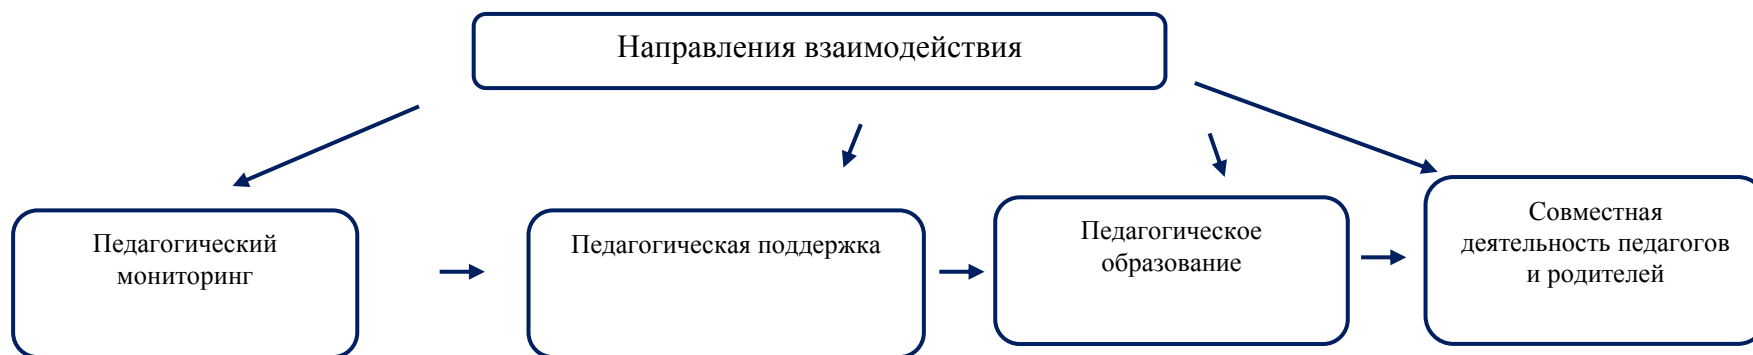 Направления взаимодействия
Педагогический
мониторинг
Педагогическая поддержка
Педагогическое
образование
Совместная
деятельность педагогов
и родителей